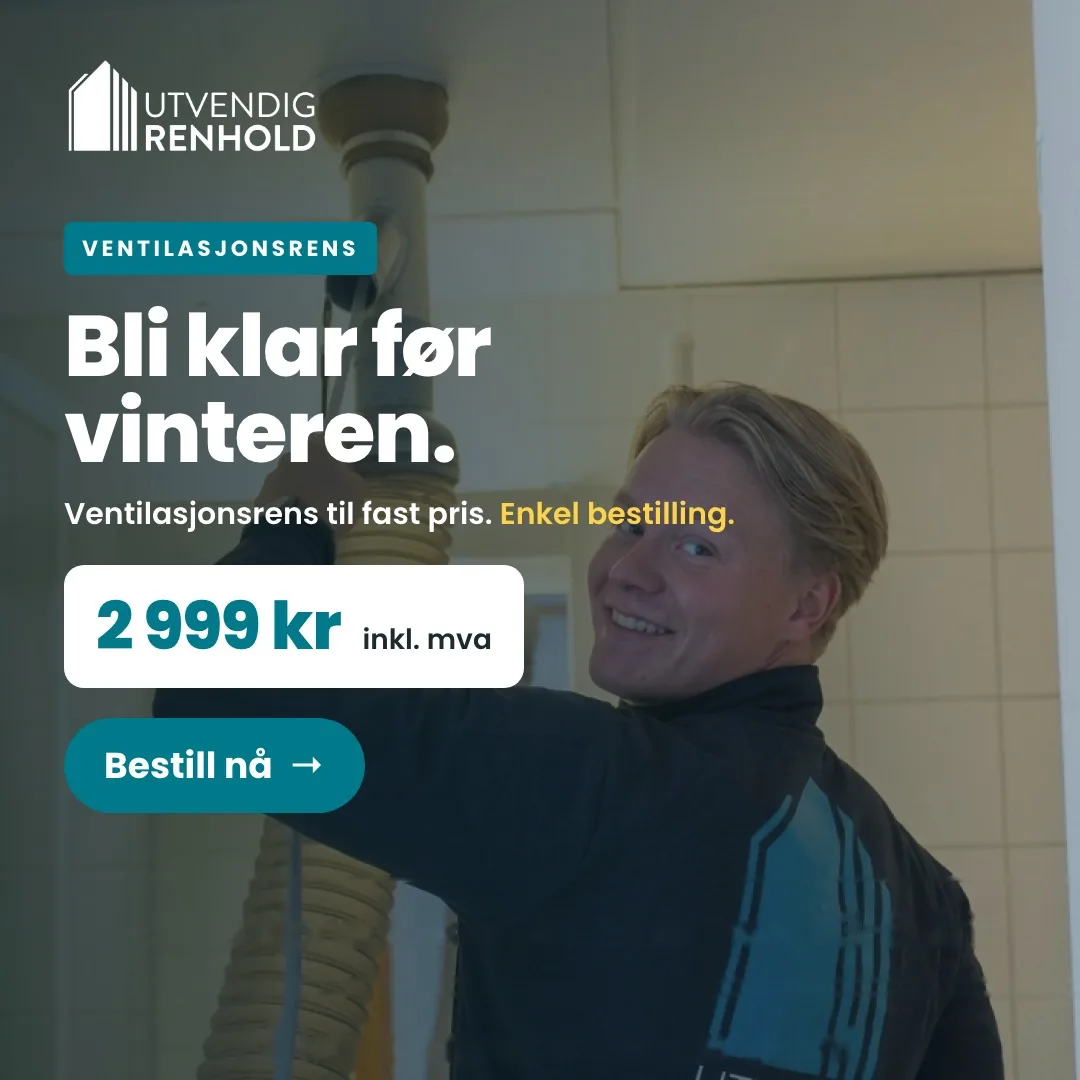 UTVENDIG
RENHOLD
VENTILASJONSRENS
Bli klar før
vinteren.
Ventilasjonsrens til fast pris. Enkel bestilling.
2 999 kr inkl. mva
Bestill nå →